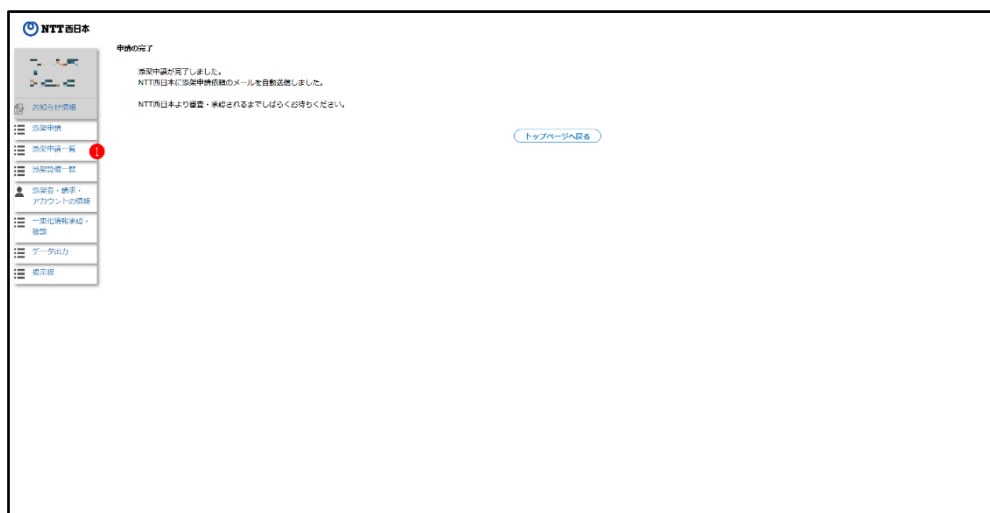 NTT西日本
お知らせ情報
添架申請
添架申請一覧
1
添架設備一覧
添架者・請求・
アカウントの情報
一束化情報承認・
確認
データ出力
掲示板
申請の完了
添架申請が完了しました。
NTT西日本に添架申請依頼のメールを自動送信しました。
NTT西日本より審査・承認されるまでしばらくお待ちください。
トップページへ戻る